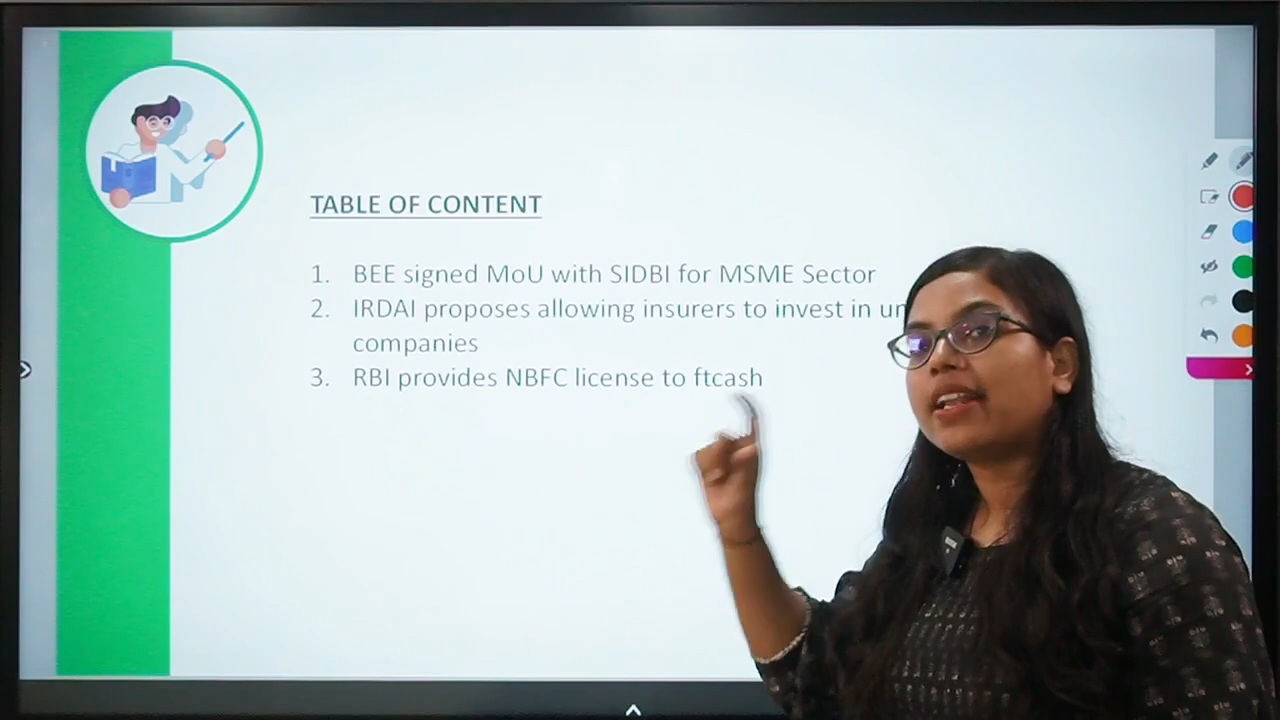 TABLE OF CONTENT
1. BEE signed MoU with SIDBI for MSME Sector
2. IRDAI proposes allowing insurers to invest in
companies
3. RBI provides NBFC license to ftcash